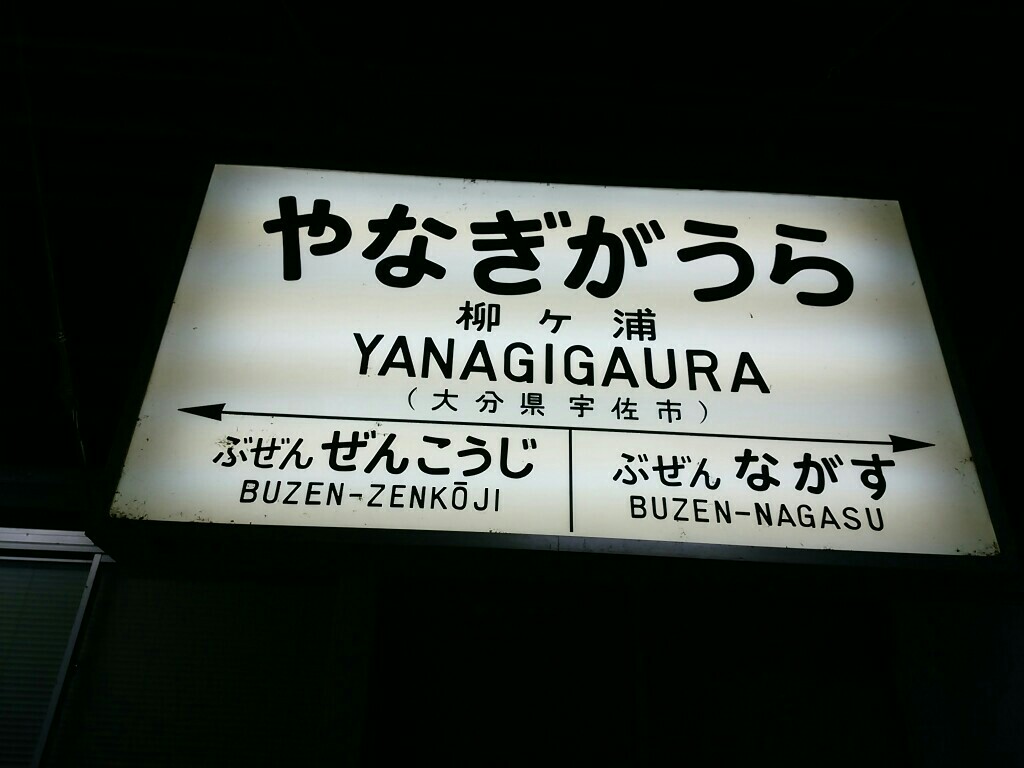 やなぎがうら
柳ヶ浦
YANAGIGAURA
(大分県宇佐市)
ぶぜんぜんこうじ
BUZEN-ZENKŌJI
ぶぜんながす
BUZEN-NAGASU